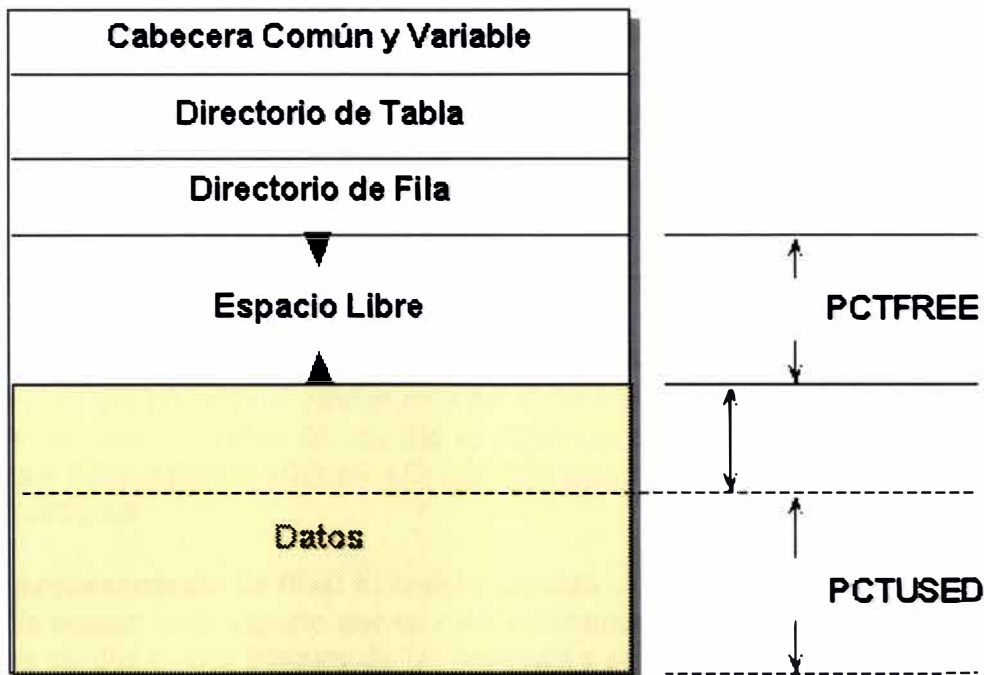 Cabecera Común y Variable
Directorio de Tabla
Directorio de Fila
Espacio Libre
PCTFREE
Datos
PCTUSED